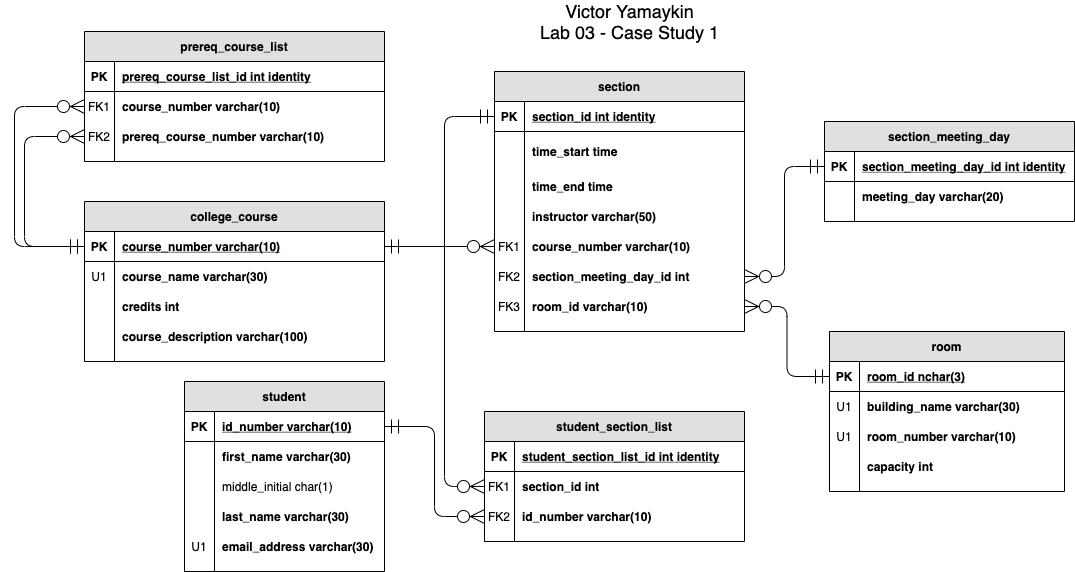 Victor Yamaykin
Lab 03 - Case Study 1
prereq_course_list
PK prereq_course_list_id int identity
FK1 course_number varchar(10)
FK2 prereq_course_number varchar(10)
college_course
PK course_number varchar(10)
U1 course_name varchar(30)
credits int
course_description varchar(100)
student
PK id_number varchar(10)
first_name varchar(30)
middle_initial char(1)
last_name varchar(30)
U1 email_address varchar(30)
section
PK section_id int identity
time_start time
time_end time
instructor varchar(50)
FK1 course_number varchar(10)
FK2 section_meeting_day_id int
FK3 room_id varchar(10)
student_section_list
PK student_section_list_id int identity
FK1 section_id int
FK2 id_number varchar(10)
section_meeting_day
PK section_meeting_day_id int identity
meeting_day varchar(20)
room
PK room_id nchar(3)
U1 building_name varchar(30)
U1 room_number varchar(10)
capacity int